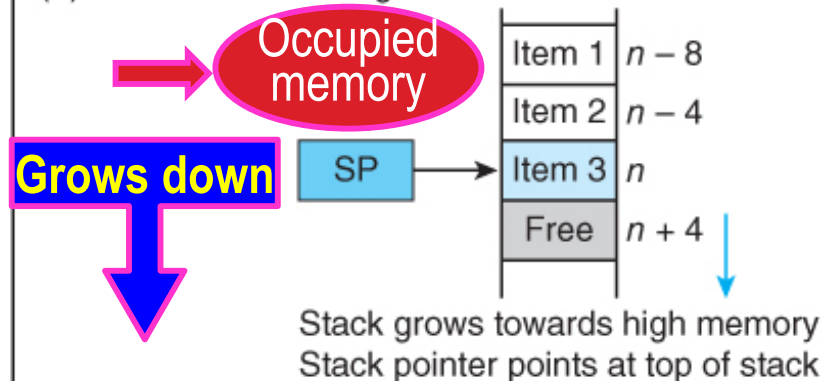 Occupied
memory
Item 1 n – 8
Item 2 n – 4
Grows down
SP
Item 3 n
Free n + 4
Stack grows towards high memory
Stack pointer points at top of stack